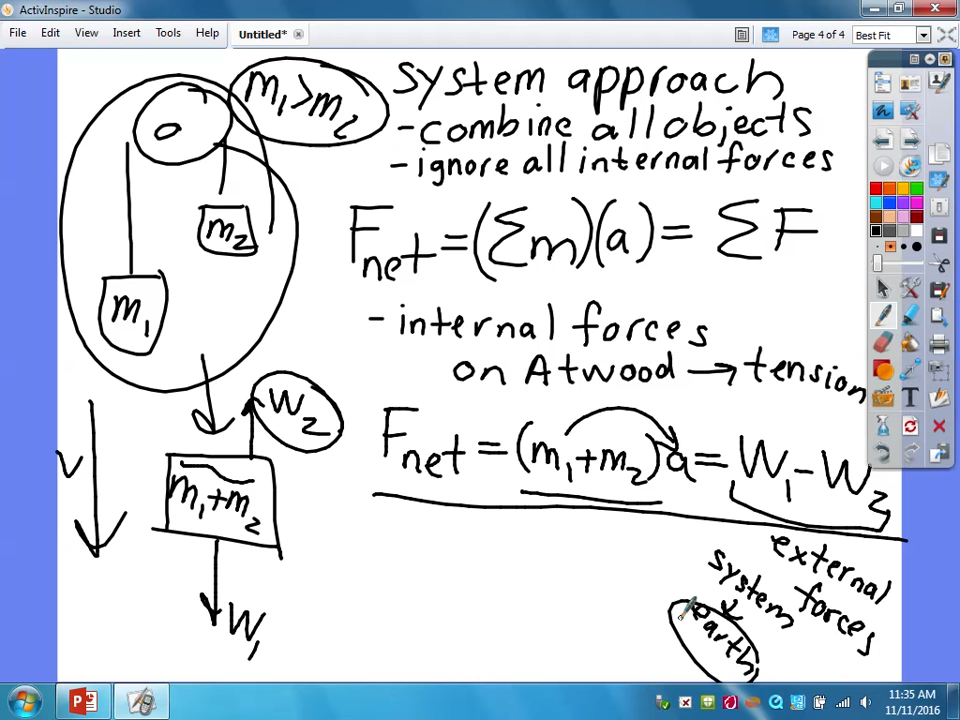 ActivInspire - Studio
File Edit View Insert Tools Help Untitled* Page 4 of 4 Best Fit
m1>m2
m2
m1
system approach
-combine all objects
-ignore all internal forces
Fnet=(Σm)(a)=ΣF
-internal forces
on Atwood → tension
W2
m1+m2
V
W1
Fnet=(m1+m2)a=W1-W2
external
forces
system
earth
T
11:35 AM
11/11/2016